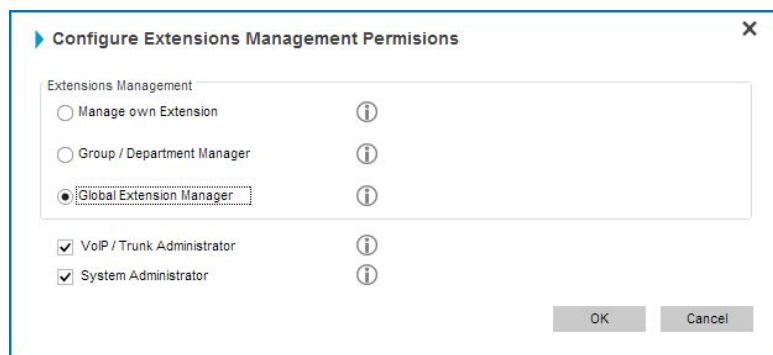 Configure Extensions Management Permisions
Extensions Management
Manage own Extension
Group / Department Manager
Global Extension Manager
VoIP / Trunk Administrator
System Administrator
OK Cancel